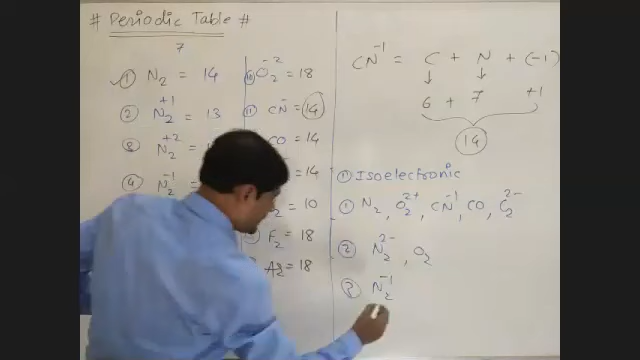 # Periodic Table #
7
① N₂ = 14
② N₂⁺¹ = 13
③ N₂⁺² =
④ N₂⁻¹ =
⑩ O₂⁻² = 18
⑪ CN⁻ = 14
CO = 14
= 14
₂ = 10
F₂ = 18
= 18
CN⁻¹ = C + N + (-1)
↓ ↓
6 + 7 +1
14
① Isoelectronic
① N₂, O₂²⁺, CN⁻¹, CO, C₂²⁻
② N₂²⁻, O₂
③ N₂⁻¹